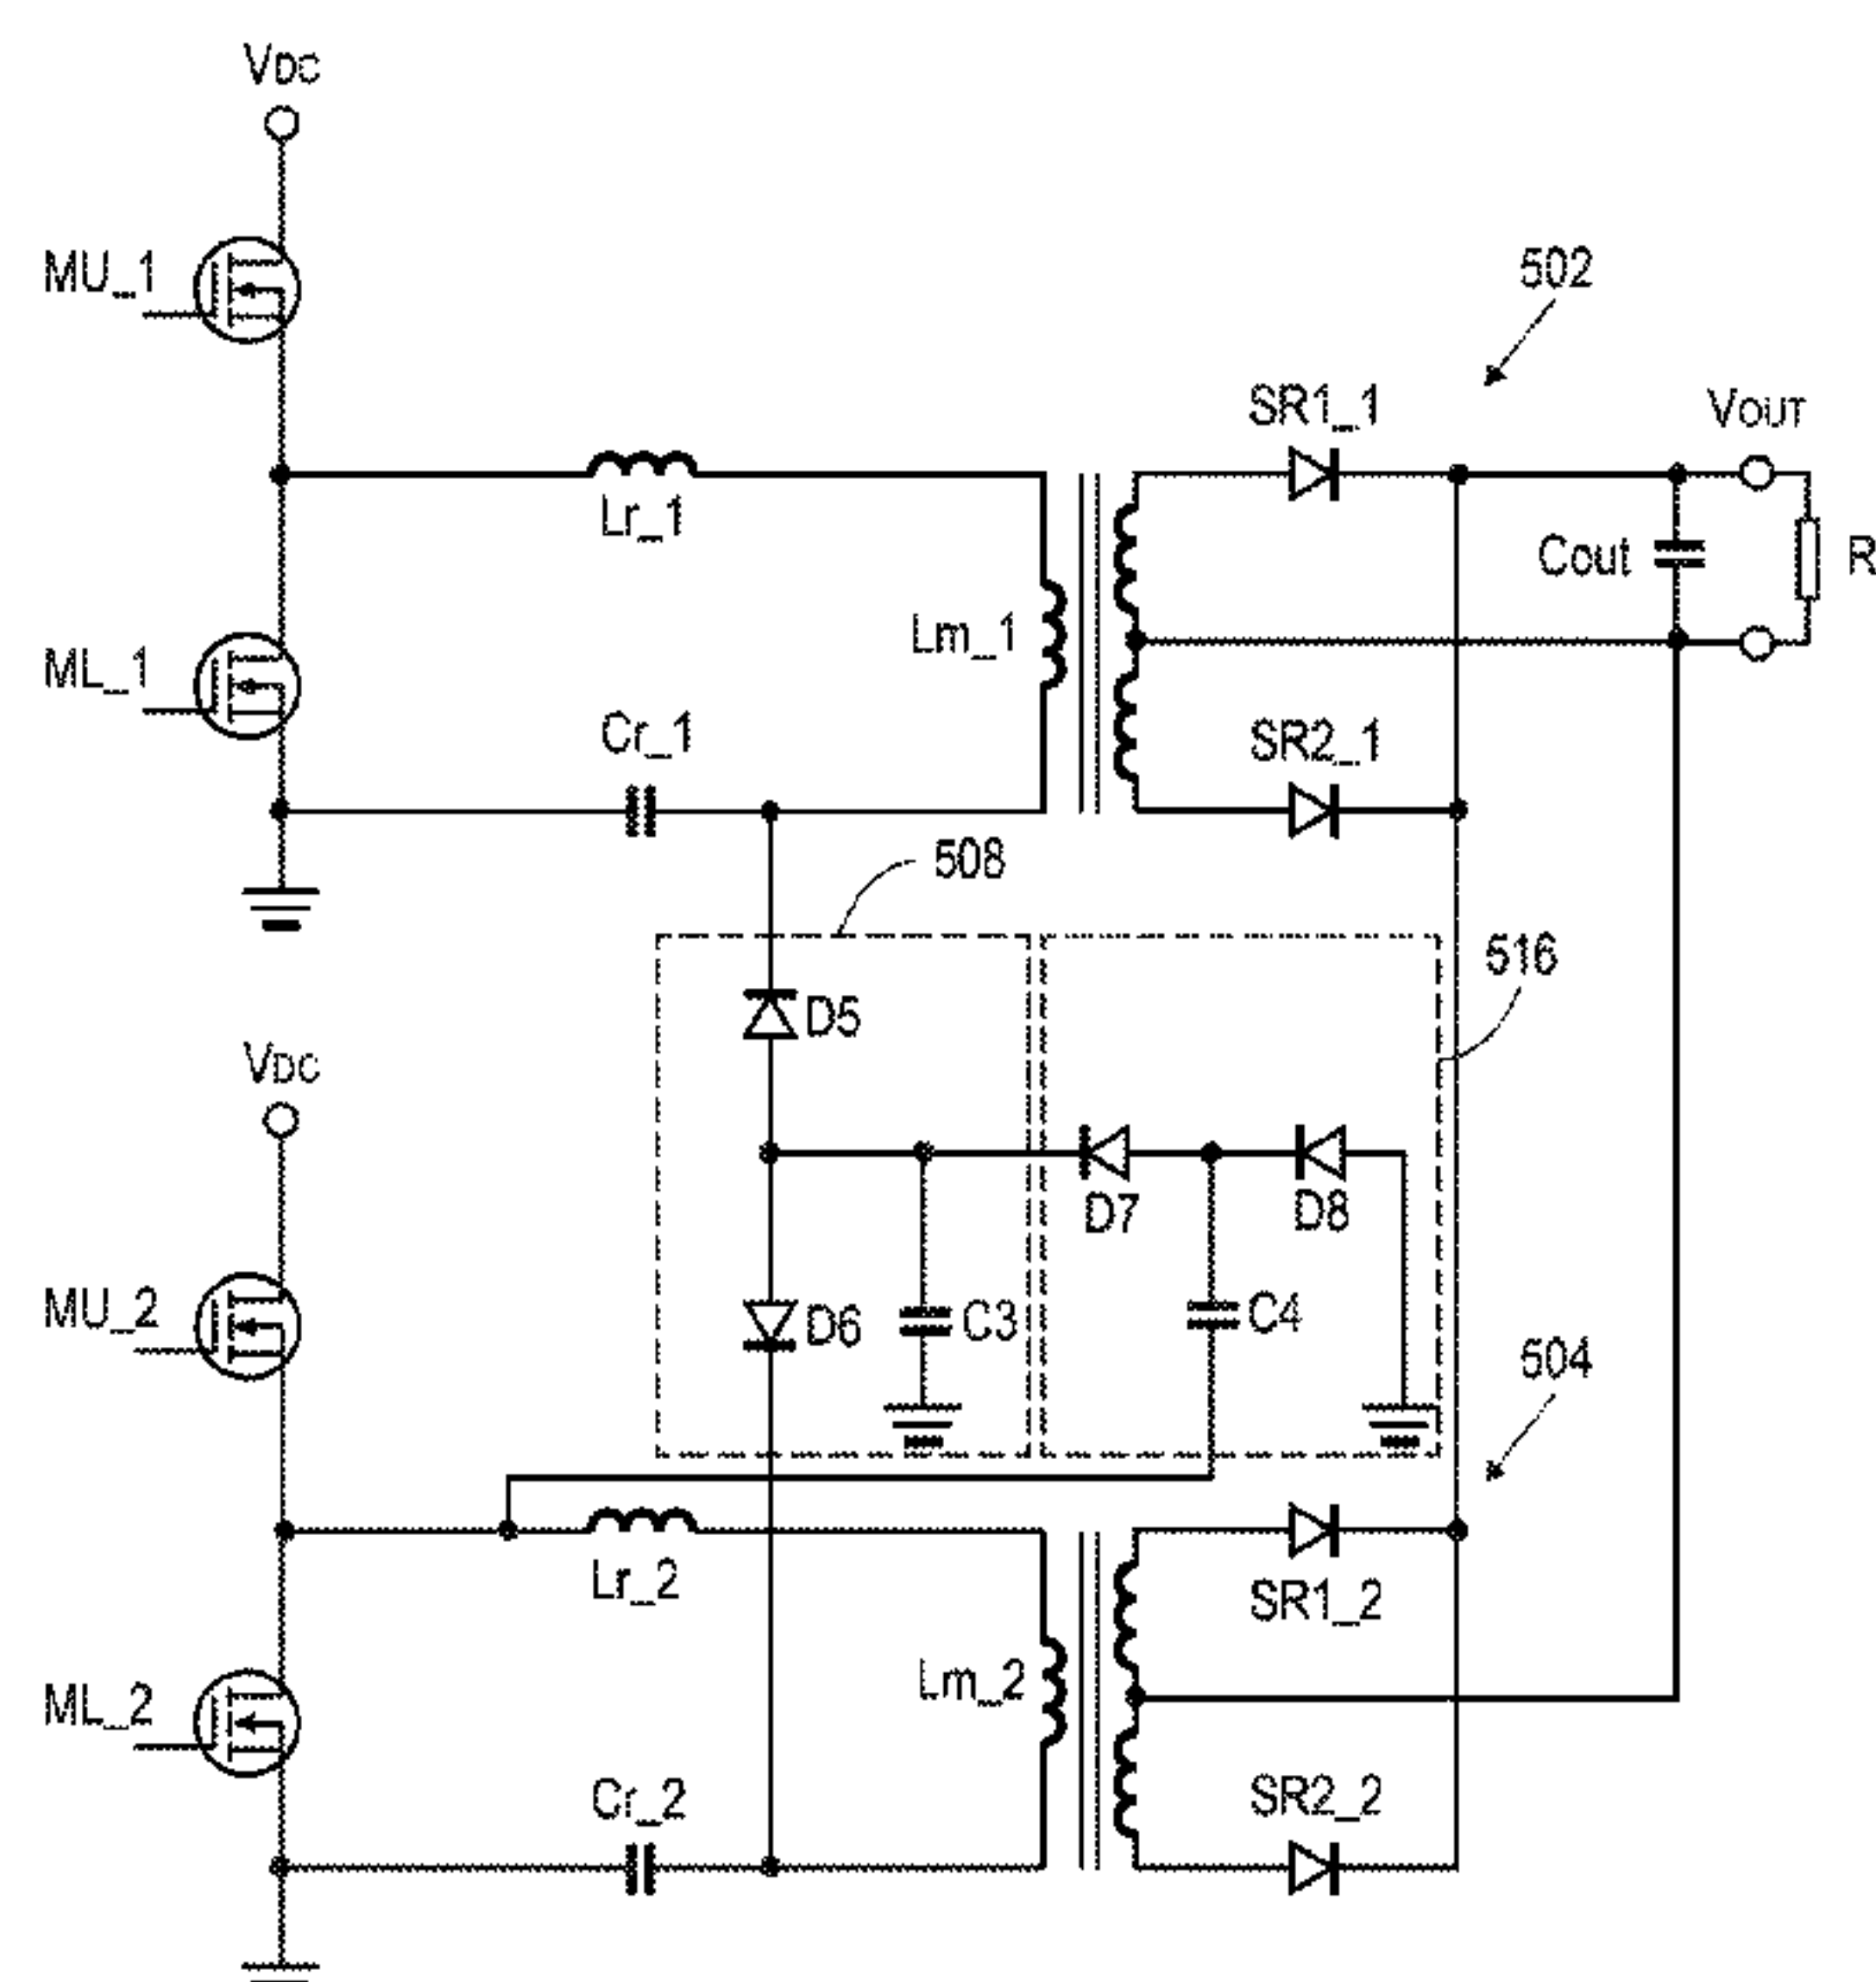 VDC
MU_1
502
SR1_1
VOUT
Lr_1
Cout
R
Lm_1
ML_1
Cr_1
SR2_1
508
516
D5
VDC
D7
D8
MU_2
D6
C3
C4
504
Lr_2
SR1_2
Lm_2
ML_2
Cr_2
SR2_2